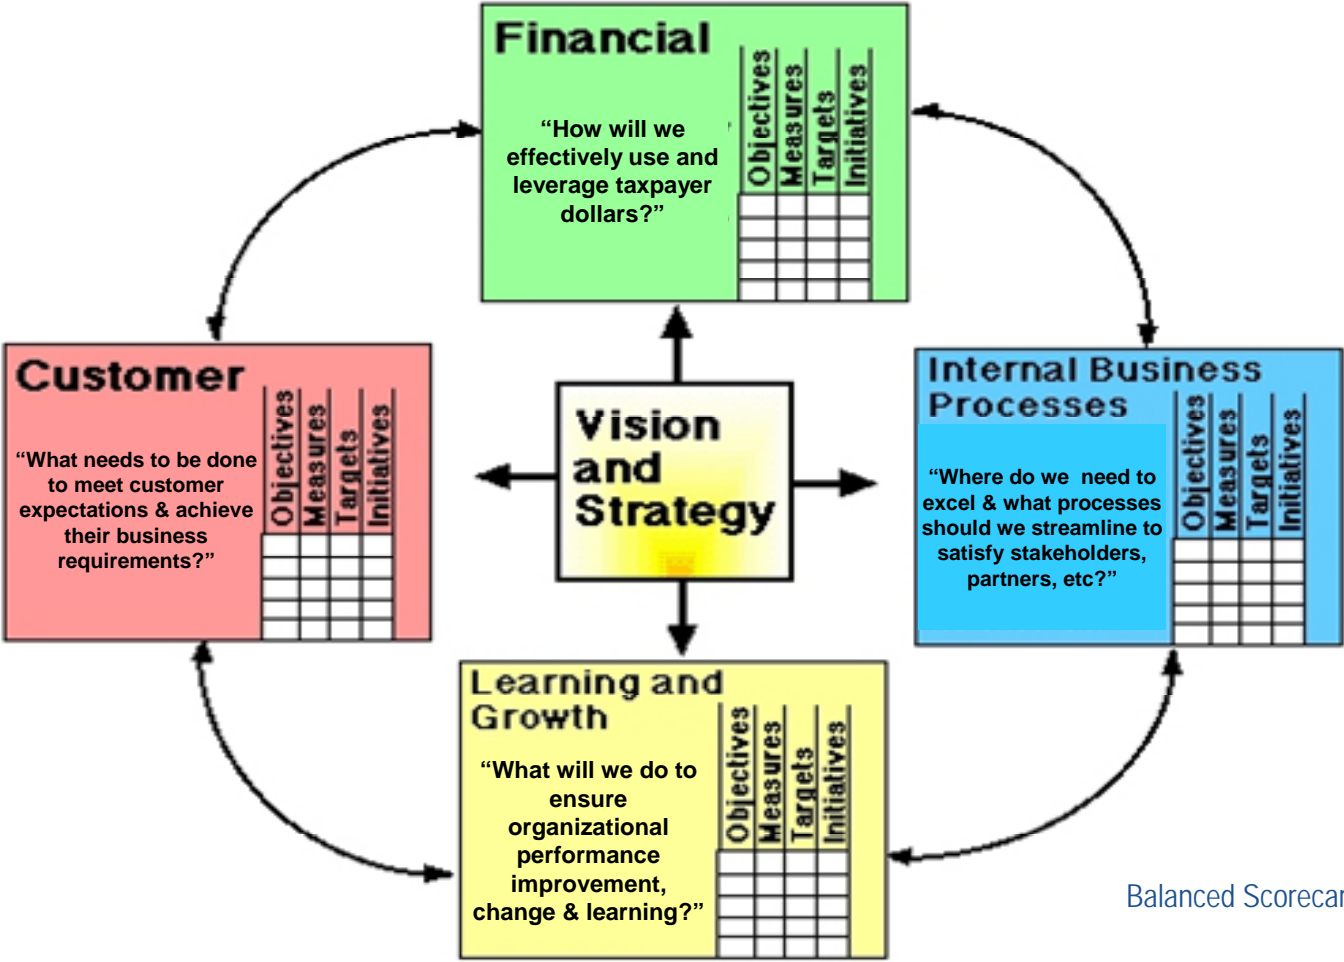 Financial
“How will we
effectively use and
leverage taxpayer
dollars?”
Objectives
Measures
Targets
Initiatives
Customer
“What needs to be done
to meet customer
expectations & achieve
their business
requirements?”
Objectives
Measures
Targets
Initiatives
Vision
and
Strategy
Internal Business
Processes
“Where do we  need to
excel & what processes
should we streamline to
satisfy stakeholders,
partners, etc?”
Objectives
Measures
Targets
Initiatives
Learning and
Growth
“What will we do to
ensure
organizational
performance
improvement,
change & learning?”
Objectives
Measures
Targets
Initiatives
Balanced Scorecar